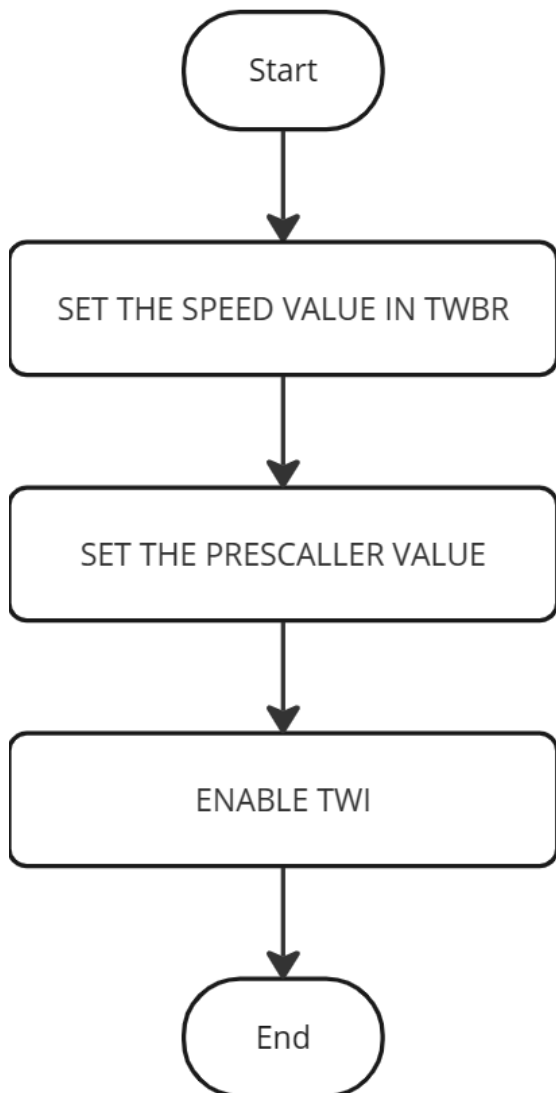 Start
SET THE SPEED VALUE IN TWBR
SET THE PRESCALLER VALUE
ENABLE TWI
End